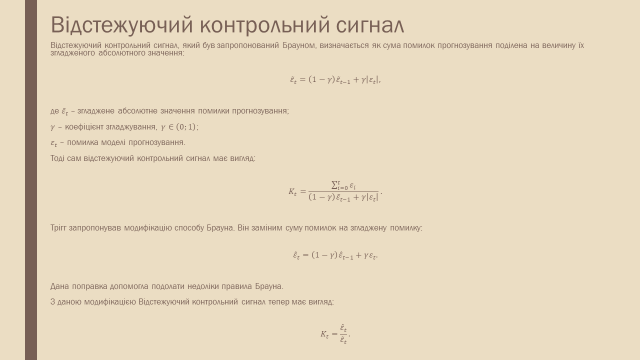 Відстежуючий контрольний сигнал
Відстежуючий контрольний сигнал, який був запропонований Брауном, визначається як сума помилок прогнозування поділена на величину їх
згладженого абсолютного значення:
ε̃ₜ = (1 − γ)ε̃ₜ₋₁ + γ|εₜ|,
де ε̃ₜ – згладжене абсолютне значення помилки прогнозування;
γ – коефіцієнт згладжування, γ ∈ (0; 1);
εₜ – помилка моделі прогнозування.
Тоді сам відстежуючий контрольний сигнал має вигляд:
Kₜ = ∑ᵗᵢ₌₀ εᵢ / ((1 − γ)ε̃ₜ₋₁ + γ|εₜ|).
Трігг запропонував модифікацію способу Брауна. Він заміним суму помилок на згладжену помилку:
ε̂ₜ = (1 − γ)ε̂ₜ₋₁ + γεₜ.
Дана поправка допомогла подолати недоліки правила Брауна.
З даною модифікацією Відстежуючий контрольний сигнал тепер має вигляд:
Kₜ = ε̂ₜ / ε̃ₜ.